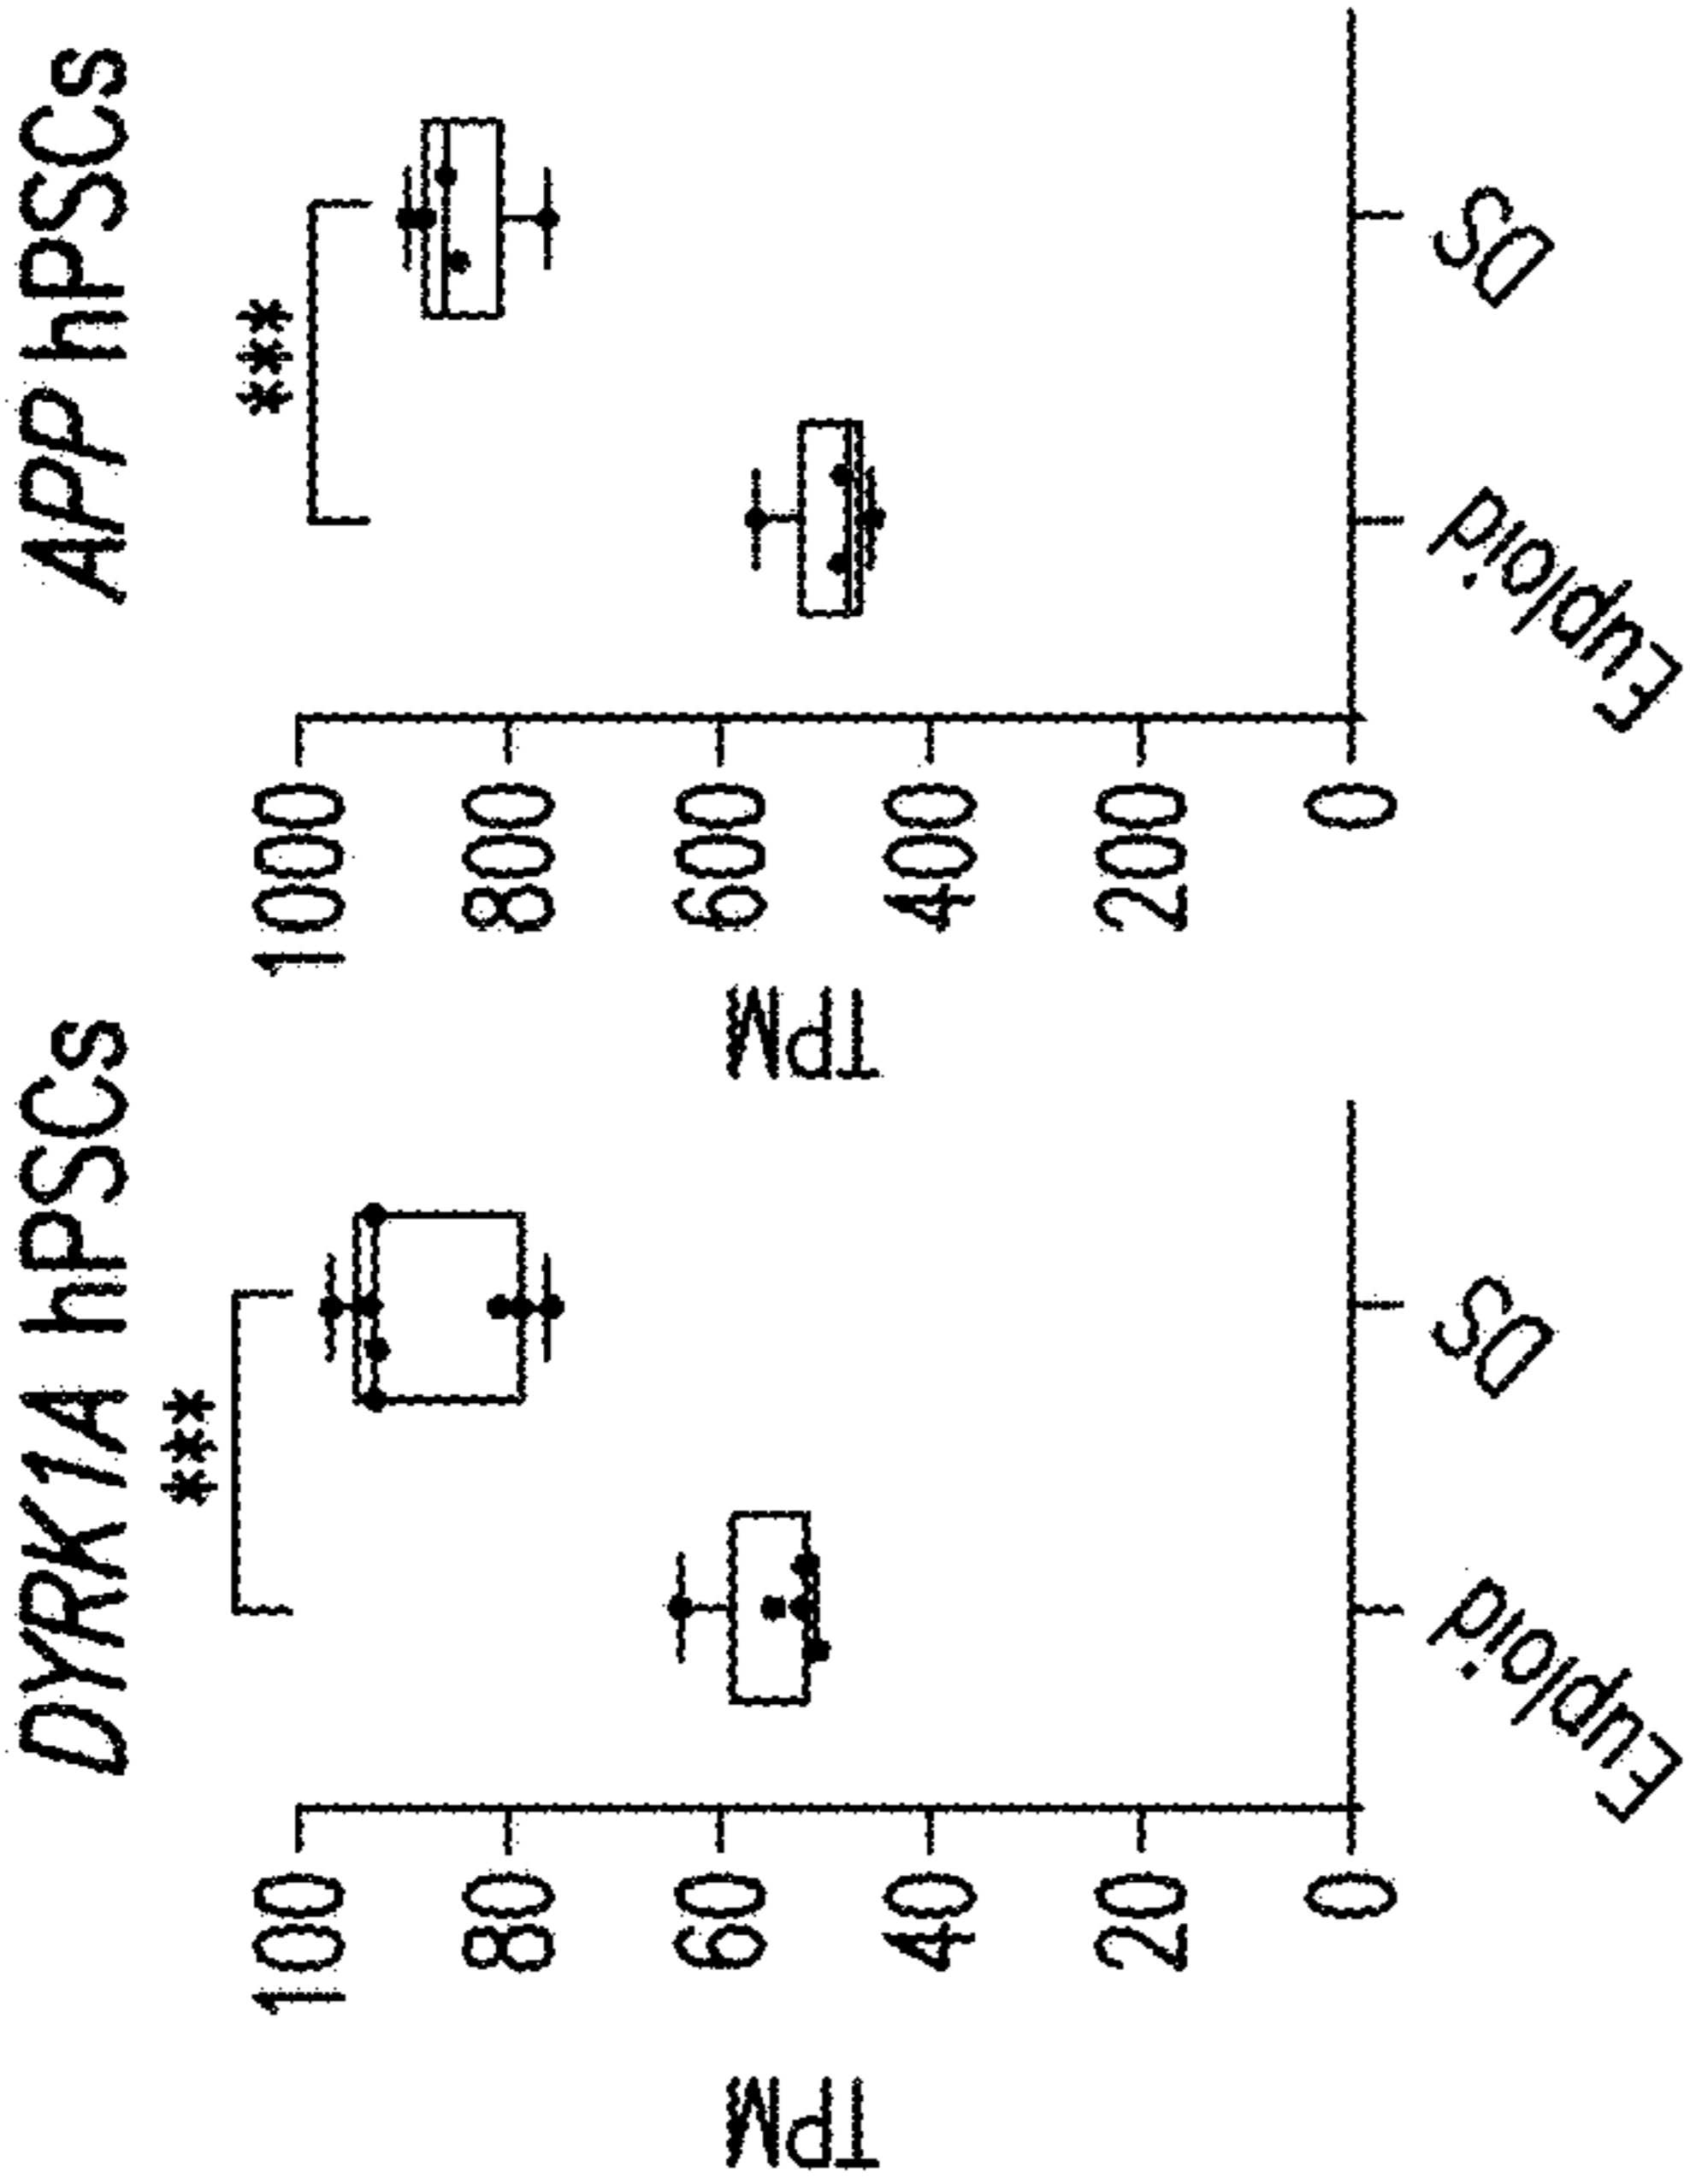 DYRK1A hPSCs
***
TPM
100
80
60
40
20
0
Euploid
DS
APP hPSCs
***
TPM
1000
800
600
400
200
0
Euploid
DS